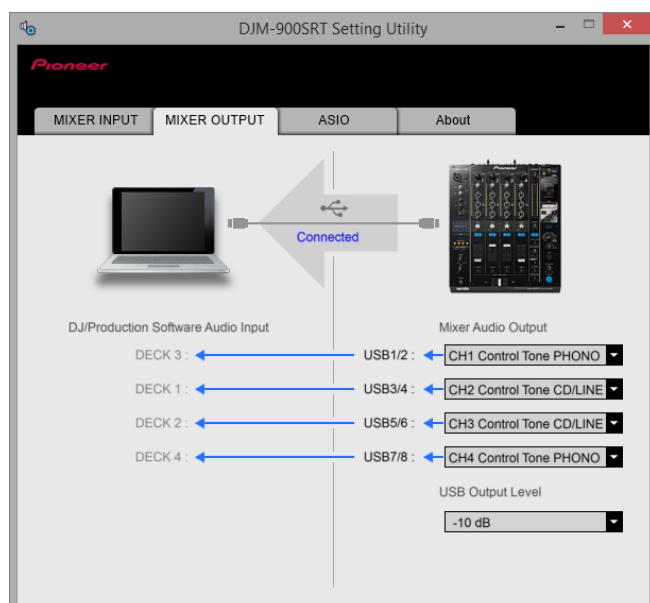 DJM-900SRT Setting Utility
Pioneer
MIXER INPUT
MIXER OUTPUT
ASIO
About
Connected
DJ/Production Software Audio Input
Mixer Audio Output
DECK 3 :
USB1/2 :
CH1 Control Tone PHONO
DECK 1 :
USB3/4 :
CH2 Control Tone CD/LINE
DECK 2 :
USB5/6 :
CH3 Control Tone CD/LINE
DECK 4 :
USB7/8 :
CH4 Control Tone PHONO
USB Output Level
-10 dB